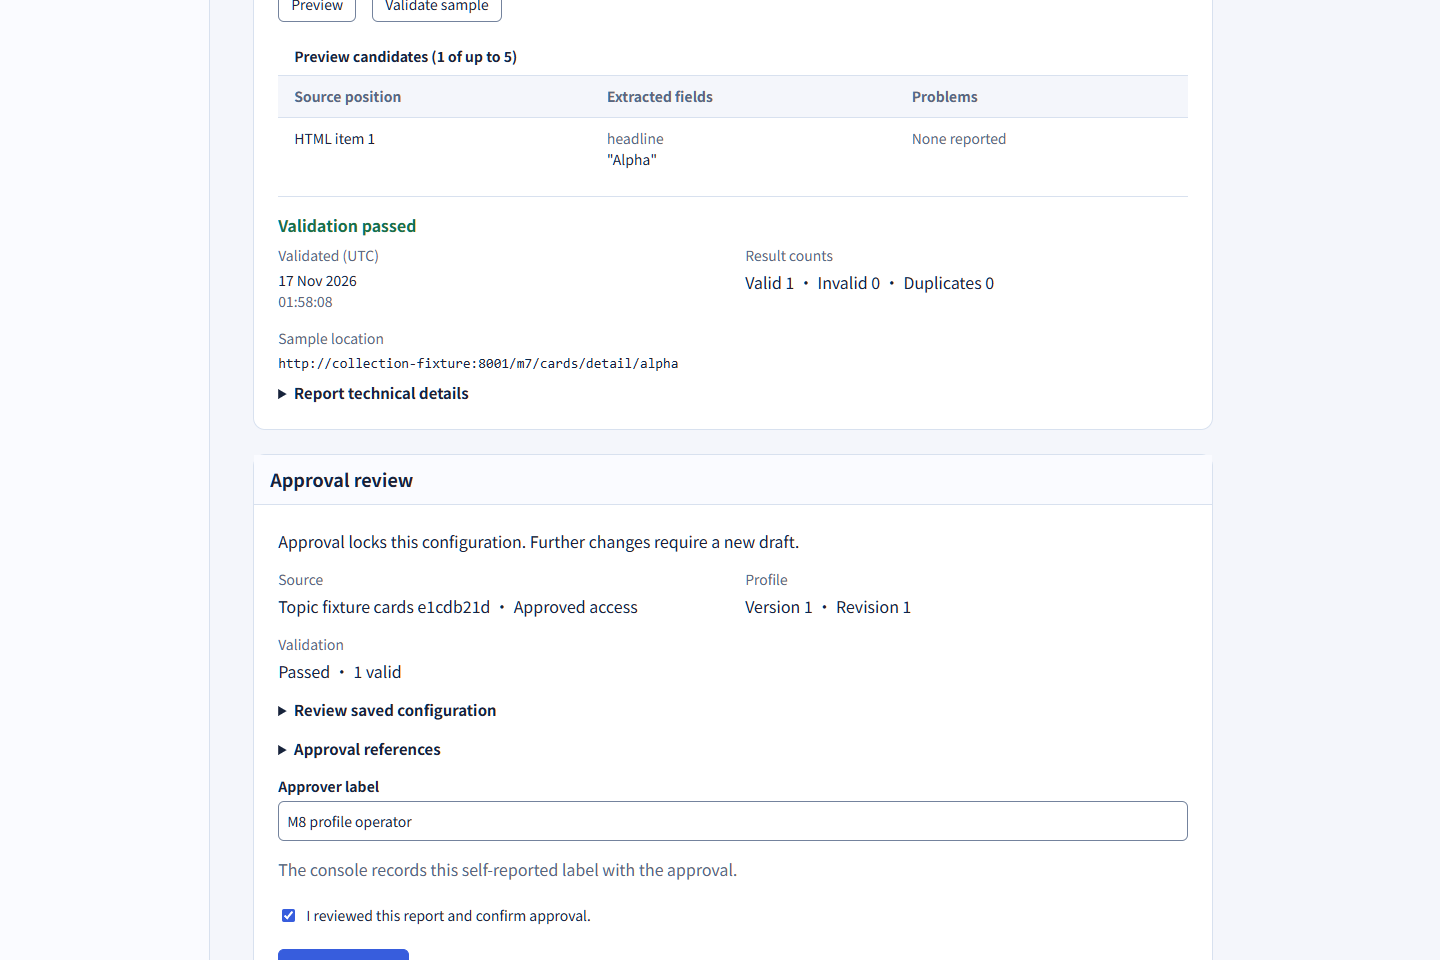 Preview
Validate sample
Preview candidates (1 of up to 5)
Source position
Extracted fields
Problems
HTML item 1
headline
"Alpha"
None reported
Validation passed
Validated (UTC)
17 Nov 2026
01:58:08
Result counts
Valid 1 • Invalid 0 • Duplicates 0
Sample location
http://collection-fixture:8001/m7/cards/detail/alpha
Report technical details
Approval review
Approval locks this configuration. Further changes require a new draft.
Source
Topic fixture cards e1cdb21d • Approved access
Profile
Version 1 • Revision 1
Validation
Passed • 1 valid
Review saved configuration
Approval references
Approver label
M8 profile operator
The console records this self-reported label with the approval.
I reviewed this report and confirm approval.